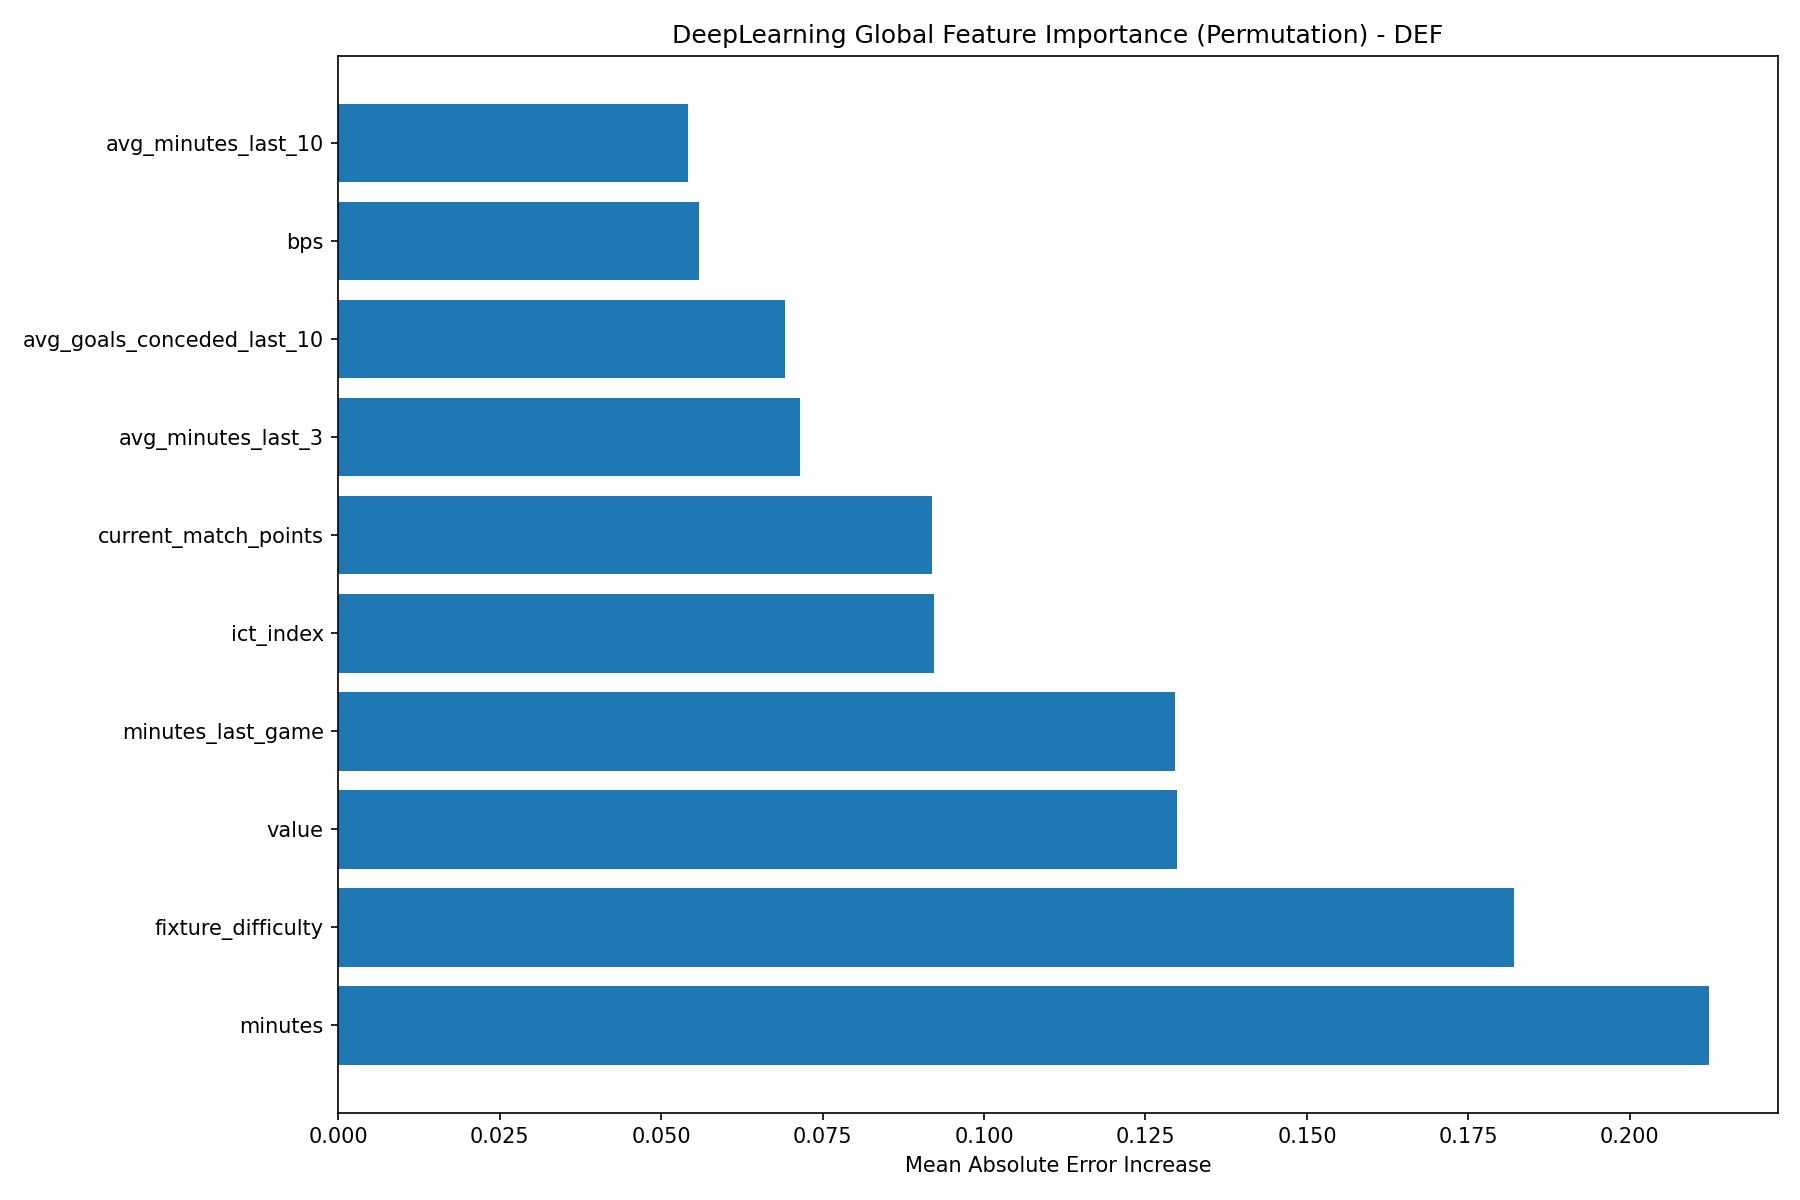 DeepLearning Global Feature Importance (Permutation) - DEF
avg_minutes_last_10
bps
avg_goals_conceded_last_10
avg_minutes_last_3
current_match_points
ict_index
minutes_last_game
value
fixture_difficulty
minutes
0.000 0.025 0.050 0.075 0.100 0.125 0.150 0.175 0.200
Mean Absolute Error Increase